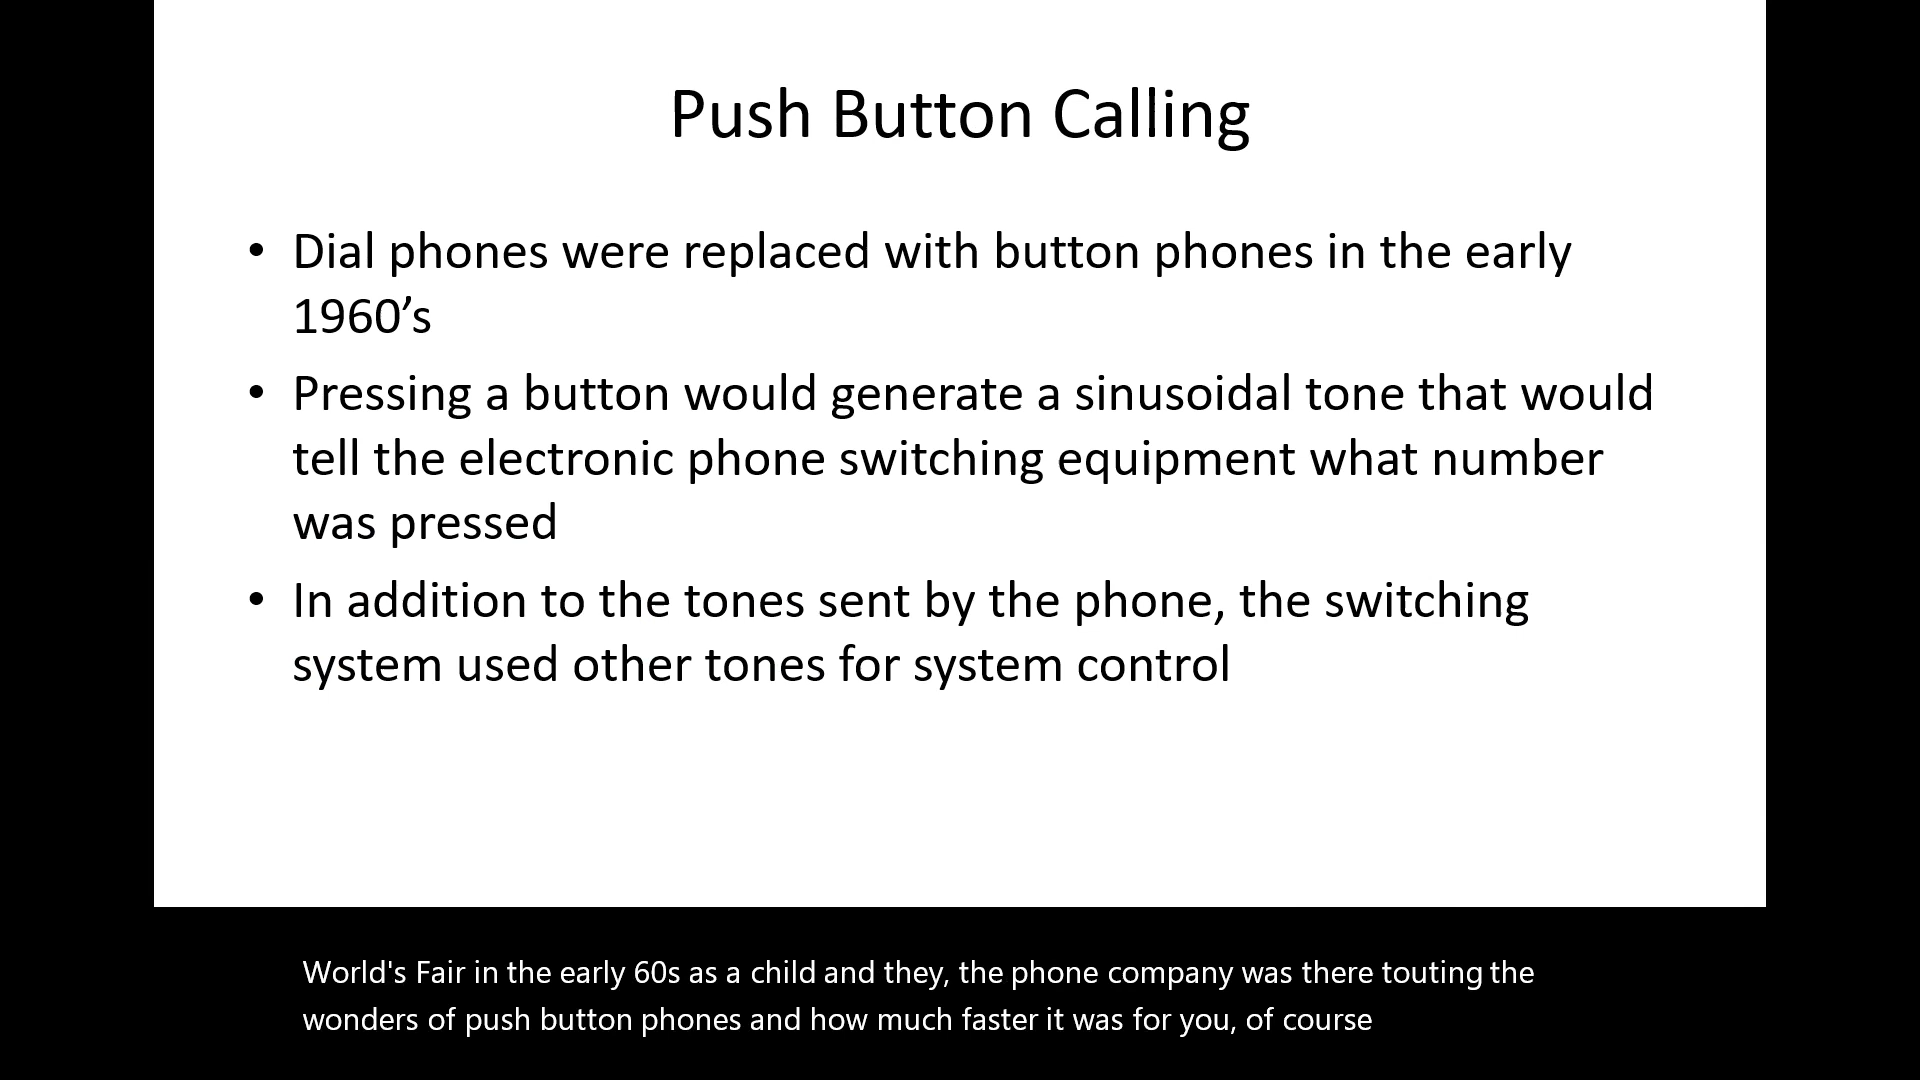 Push Button Calling
• Dial phones were replaced with button phones in the early
1960’s
• Pressing a button would generate a sinusoidal tone that would
tell the electronic phone switching equipment what number
was pressed
• In addition to the tones sent by the phone, the switching
system used other tones for system control
World's Fair in the early 60s as a child and they, the phone company was there touting the
wonders of push button phones and how much faster it was for you, of course